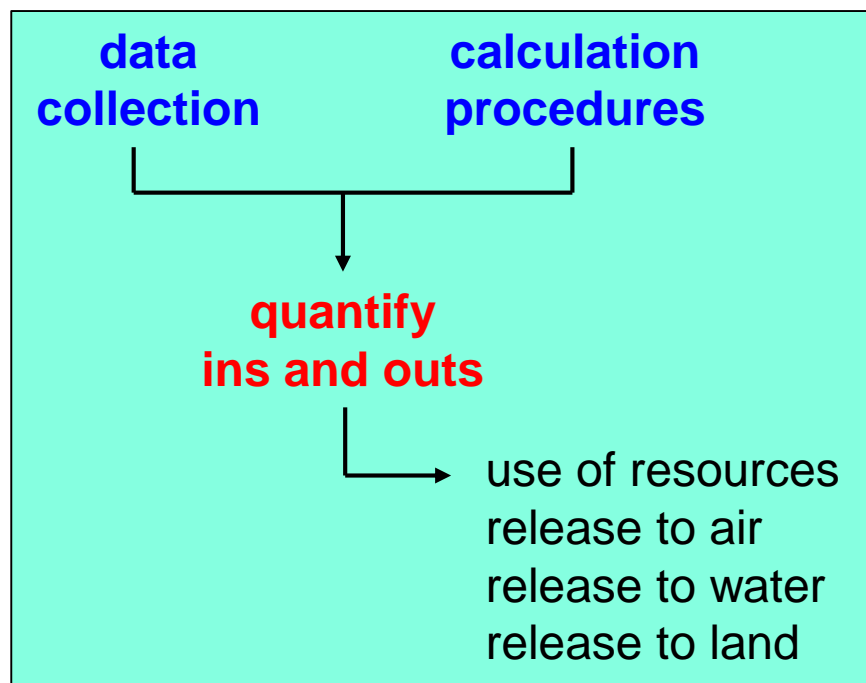 data
collection
calculation
procedures
quantify
ins and outs
use of resources
release to air
release to water
release to land